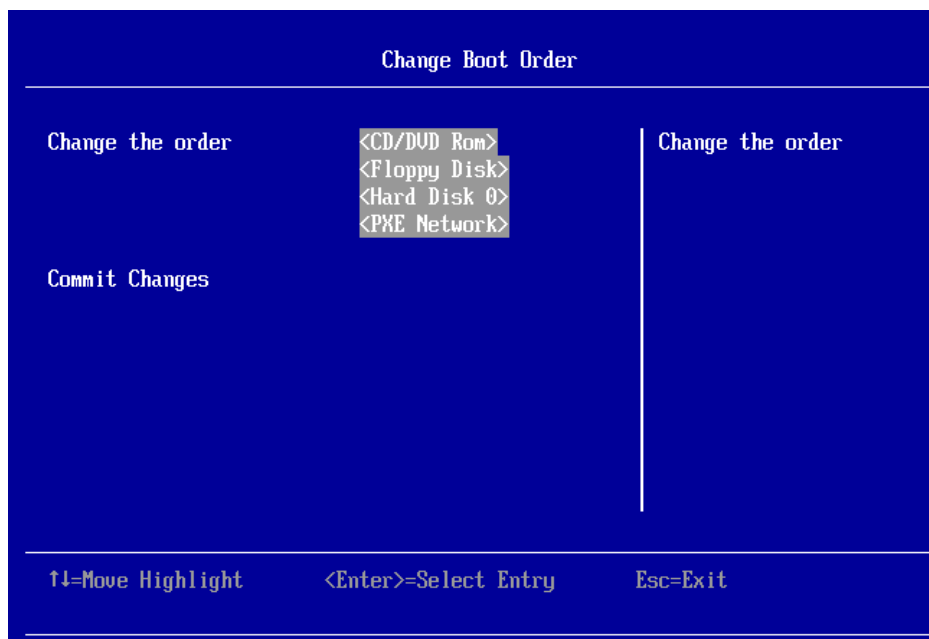 Change Boot Order
Change the order <CD/DVD Rom> Change the order
<Floppy Disk>
<Hard Disk 0>
<PXE Network>
Commit Changes
↑↓=Move Highlight <Enter>=Select Entry Esc=Exit